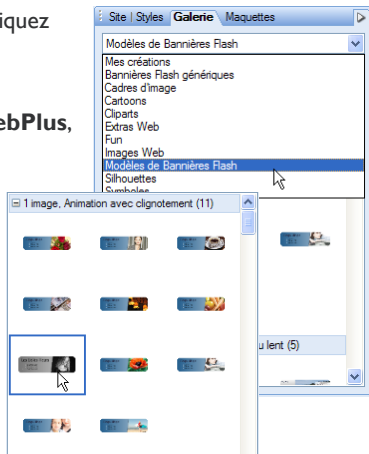 iquez
Site Styles Galerie Maquettes
Modèles de Bannières Flash
Mes créations
Bannières Flash génériques
Cadres d'image
Cartoons
Cliparts
ebPlus,
Extras Web
Fun
Images Web
Modèles de Bannières Flash
Silhouettes
Symboles
1 image, Animation avec clignotement (11)
u lent (5)